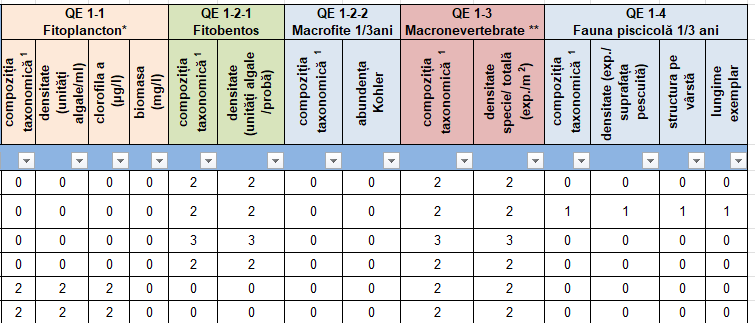 QE 1-1
Fitoplancton*
QE 1-2-1
Fitobentos
QE 1-2-2
Macrofite 1/3ani
QE 1-3
Macronevertebrate **
QE 1-4
Fauna piscicolă 1/3 ani
compoziția
taxonomică ¹
densitate
(unități
algale/ml)
clorofila a
(µg/l)
biomasa
(mg/l)
compoziția
taxonomică ¹
densitate
(unități algale
/probă)
compoziția
taxonomică ¹
abundența
Kohler
compoziția
taxonomică ¹
densitate
specie/ totală
(exp./m²)
compoziția
taxonomică ¹
densitate (exp./
suprafața
pescuită)
structura pe
vârstă
lungime
exemplar
0 0 0 0 2 2 0 0 2 2 0 0 0 0
0 0 0 0 2 2 0 0 2 2 1 1 1 1
0 0 0 0 3 3 0 0 3 3 0 0 0 0
0 0 0 0 2 2 0 0 2 2 0 0 0 0
2 2 2 0 0 0 0 0 2 2 0 0 0 0
2 2 2 0 0 0 0 0 2 2 0 0 0 0